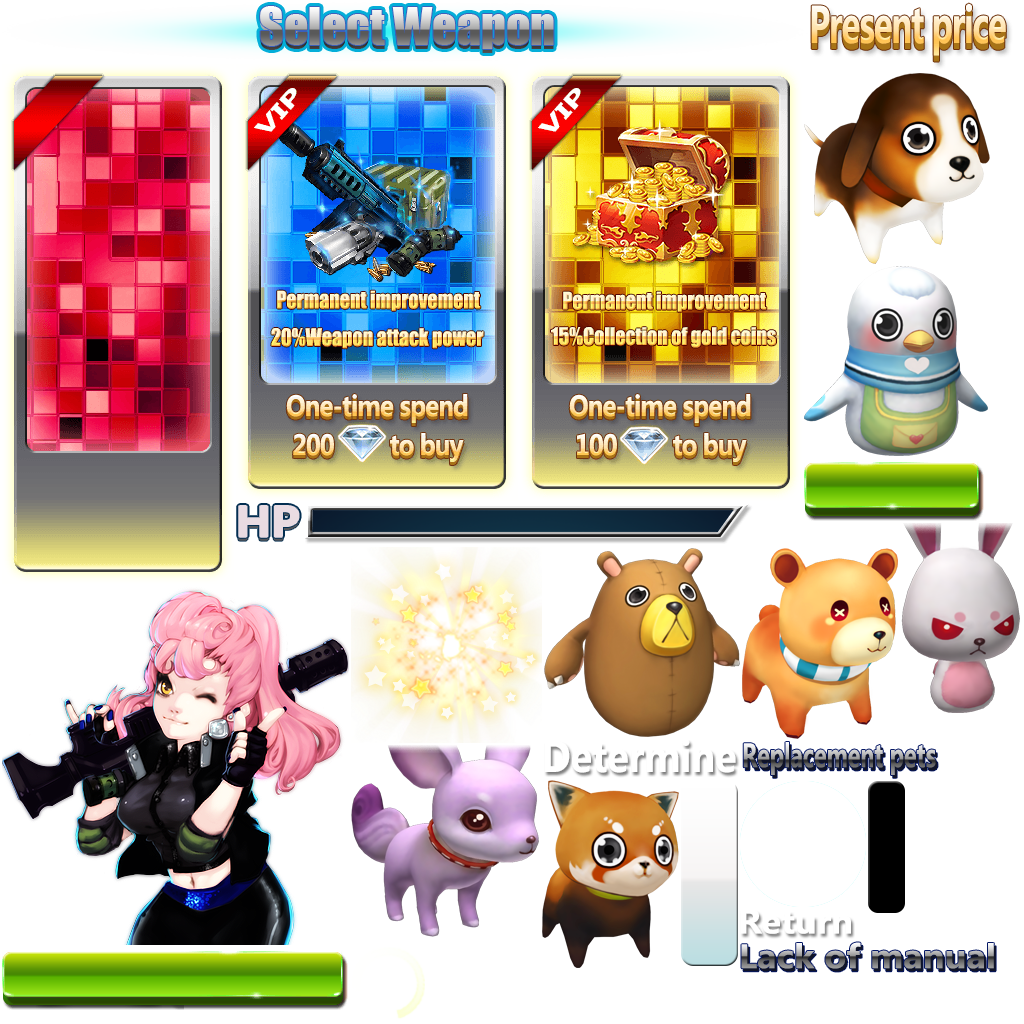 Select Weapon
Present price
VIP
VIP
Permanent improvement
20%Weapon attack power
One-time spend
200 to buy
Permanent improvement
15%Collection of gold coins
One-time spend
100 to buy
HP
Determine
Replacement pets
Return
Lack of manual